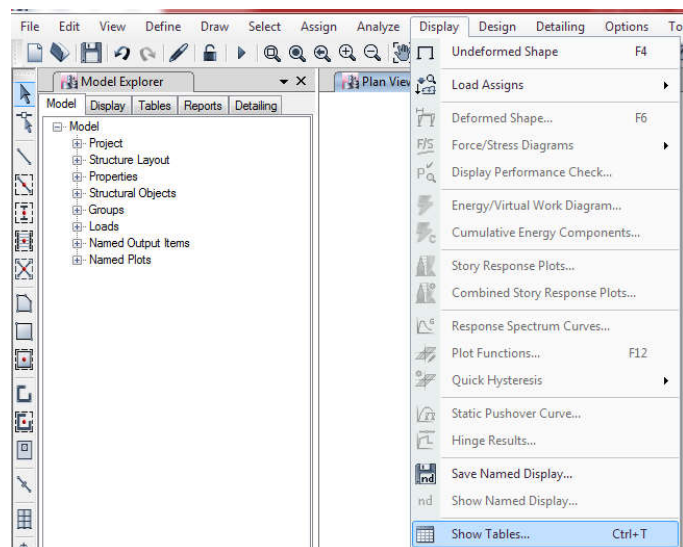 File Edit View Define Draw Select Assign Analyze Display Design Detailing Options To
Model Explorer
Plan View
Model Display Tables Reports Detailing
Model
Project
Structure Layout
Properties
Structural Objects
Groups
Loads
Named Output Items
Named Plots
Undeformed Shape F4
Load Assigns
Deformed Shape... F6
F/S Force/Stress Diagrams
Display Performance Check...
Energy/Virtual Work Diagram...
Cumulative Energy Components...
Story Response Plots...
Combined Story Response Plots...
Response Spectrum Curves...
Plot Functions... F12
Quick Hysteresis
Static Pushover Curve...
Hinge Results...
nd Save Named Display...
nd Show Named Display...
Show Tables... Ctrl+T